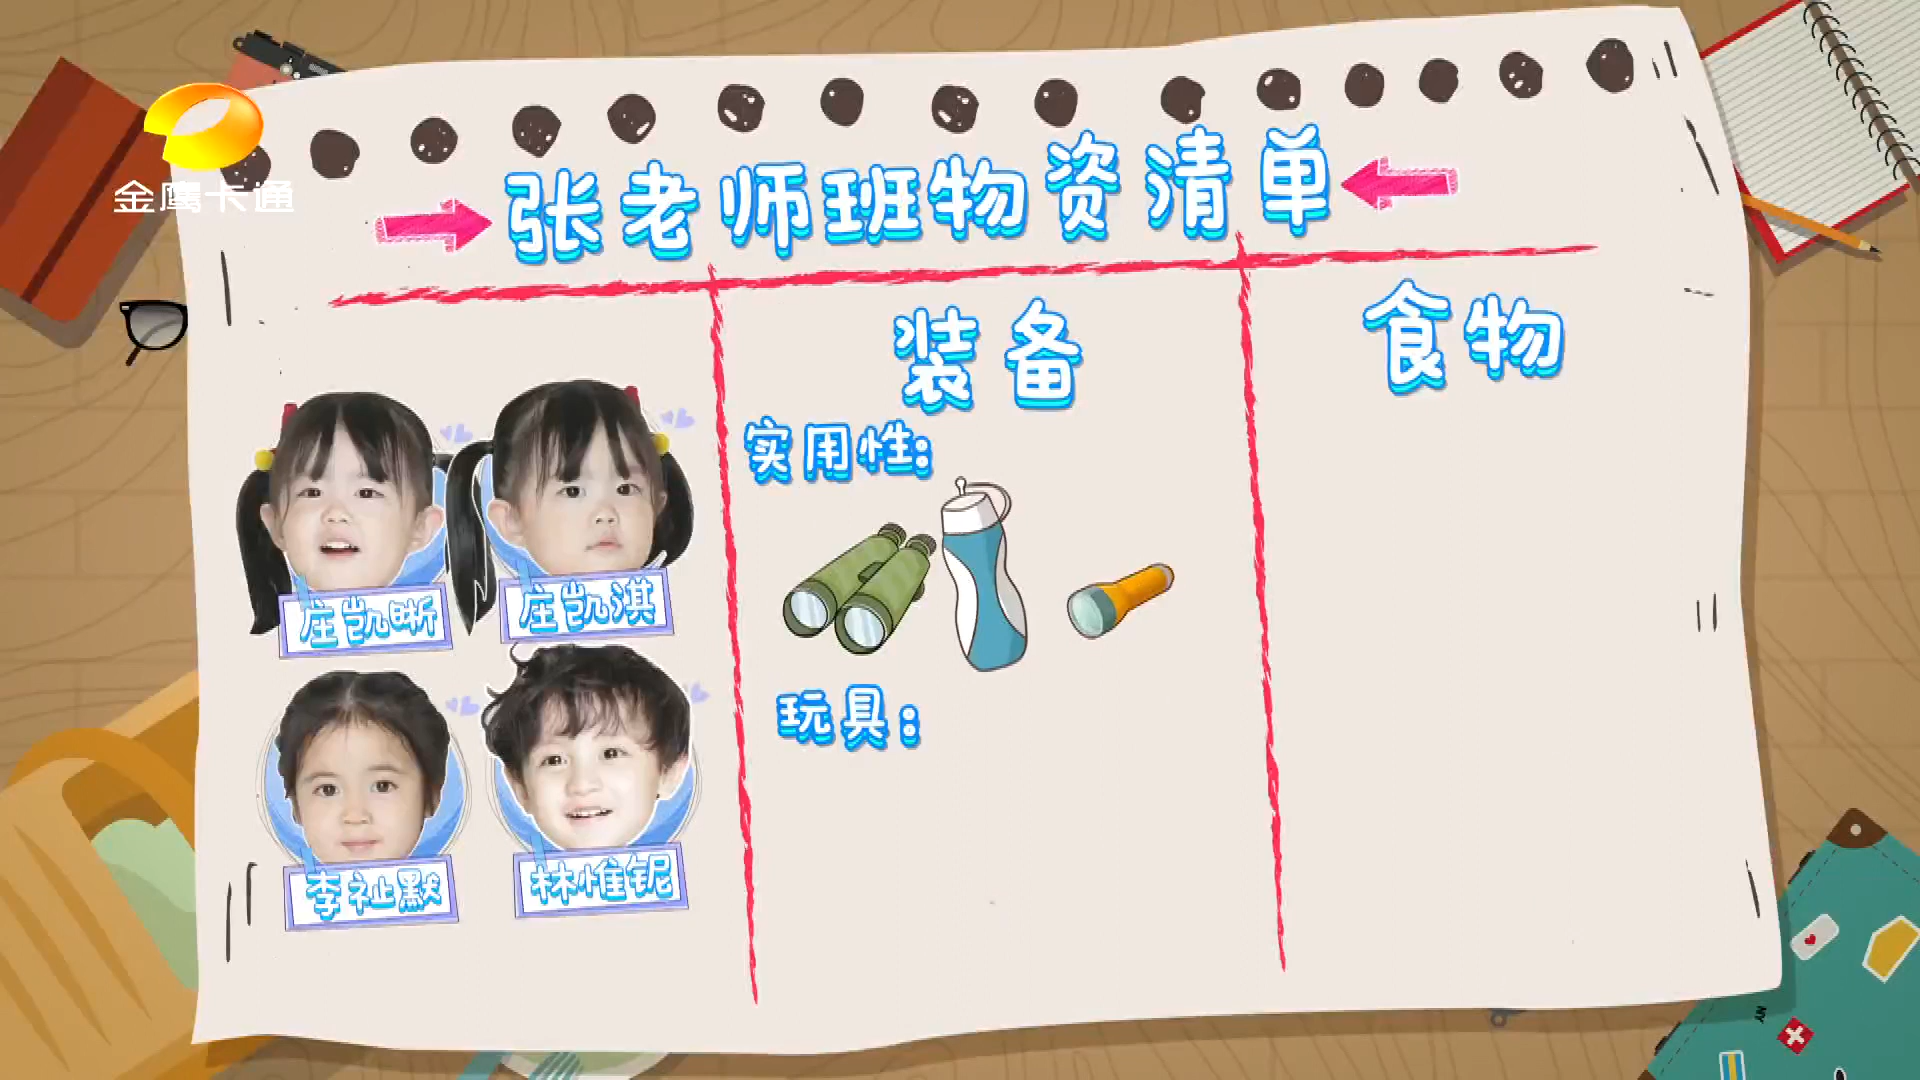 金鹰卡通
张老师班物资清单
装备
食物
实用性:
庄凯晰
庄凯淇
玩具:
李祉默
林惟铌
NY